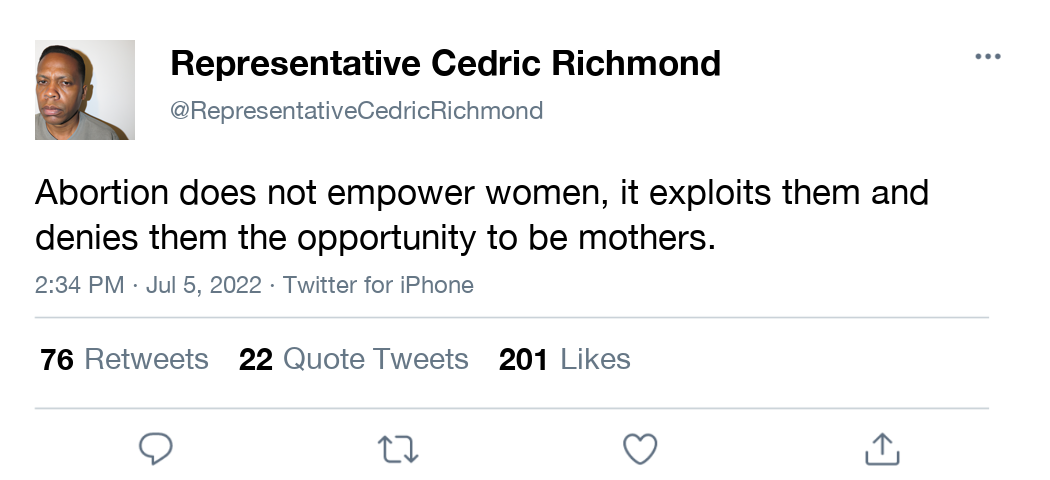 Representative Cedric Richmond
@RepresentativeCedricRichmond
Abortion does not empower women, it exploits them and
denies them the opportunity to be mothers.
2:34 PM · Jul 5, 2022 · Twitter for iPhone
76 Retweets 22 Quote Tweets 201 Likes